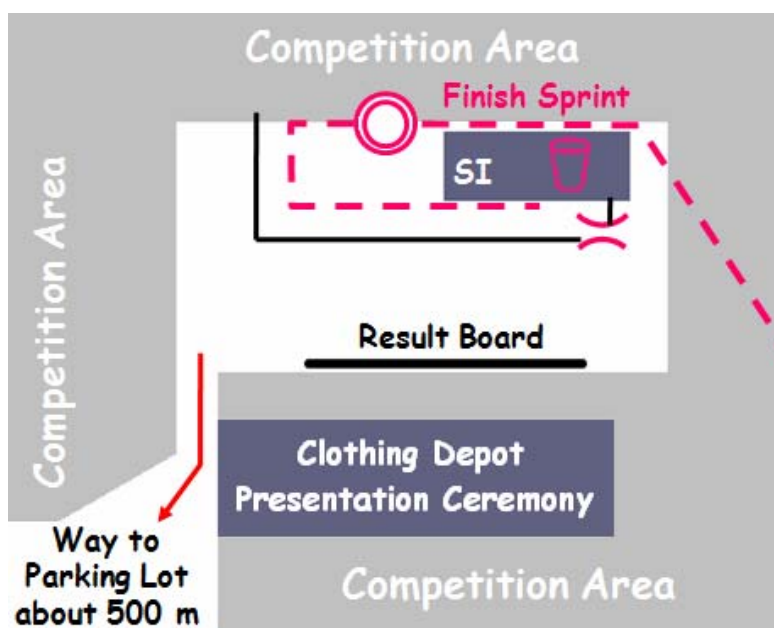 Competition Area
Finish Sprint
SI
Competition Area
Result Board
Clothing Depot
Presentation Ceremony
Way to
Parking Lot
about 500 m
Competition Area